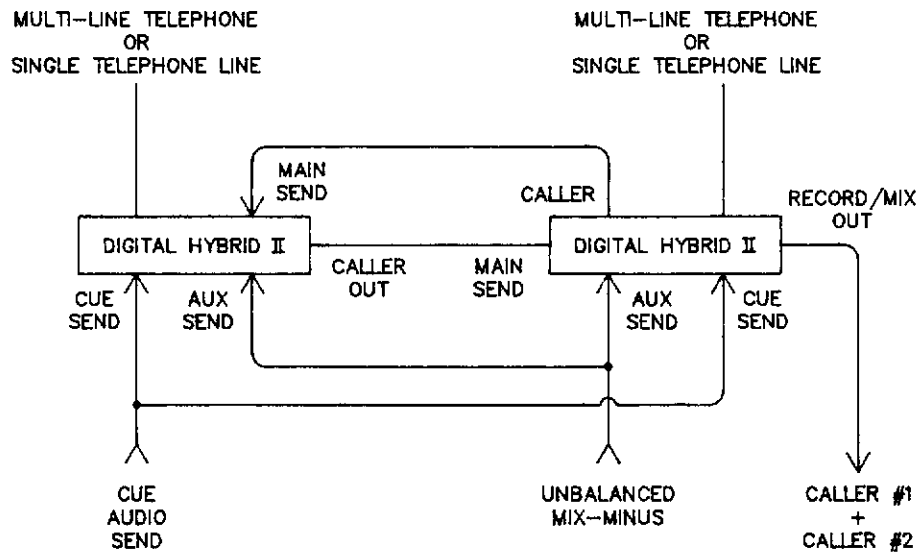 MULTI-LINE TELEPHONE
OR
SINGLE TELEPHONE LINE
MULTI-LINE TELEPHONE
OR
SINGLE TELEPHONE LINE
MAIN
SEND
CALLER
RECORD/MIX
OUT
DIGITAL HYBRID II
DIGITAL HYBRID II
CALLER
OUT
MAIN
SEND
CUE
SEND
AUX
SEND
AUX
SEND
CUE
SEND
CUE
AUDIO
SEND
UNBALANCED
MIX-MINUS
CALLER #1
+
CALLER #2